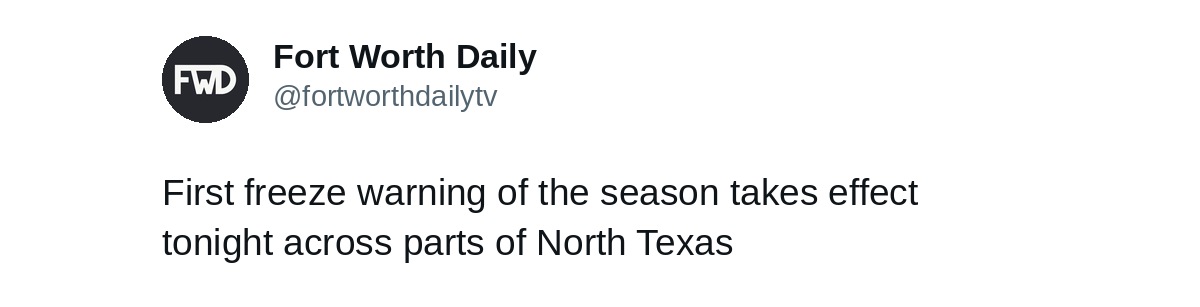 FWD
Fort Worth Daily
@fortworthdailytv
First freeze warning of the season takes effect
tonight across parts of North Texas